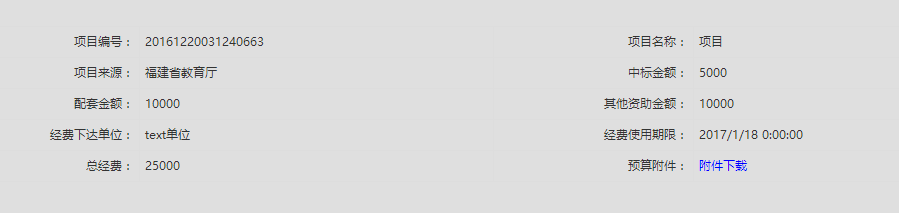 项目编号： 20161220031240663 项目名称： 项目
项目来源： 福建省教育厅 中标金额： 5000
配套金额： 10000 其他资助金额： 10000
经费下达单位： text单位 经费使用期限： 2017/1/18 0:00:00
总经费： 25000 预算附件： 附件下载